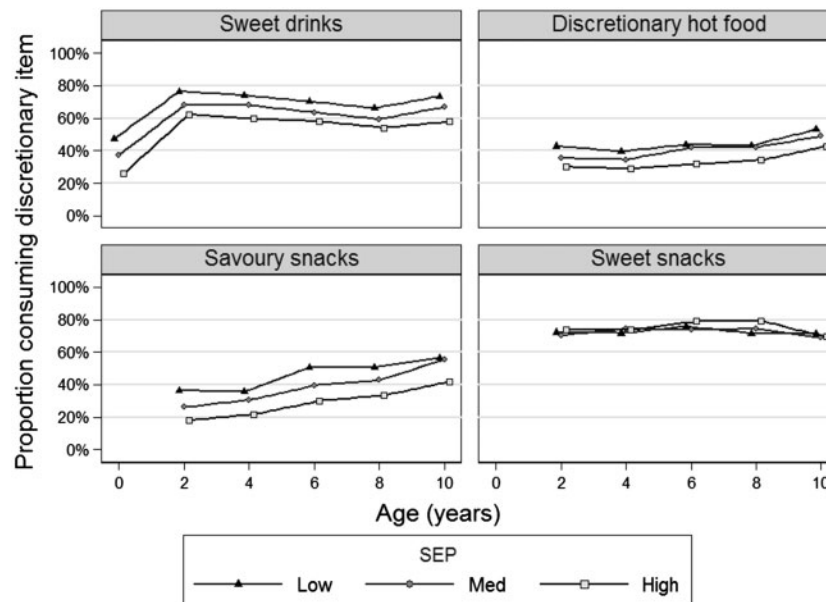 Sweet drinks
Discretionary hot food
100%
80%
60%
40%
20%
0%
Savoury snacks
Sweet snacks
100%
80%
60%
40%
20%
0%
Proportion consuming discretionary item
0 2 4 6 8 10
0 2 4 6 8 10
Age (years)
SEP
Low Med High